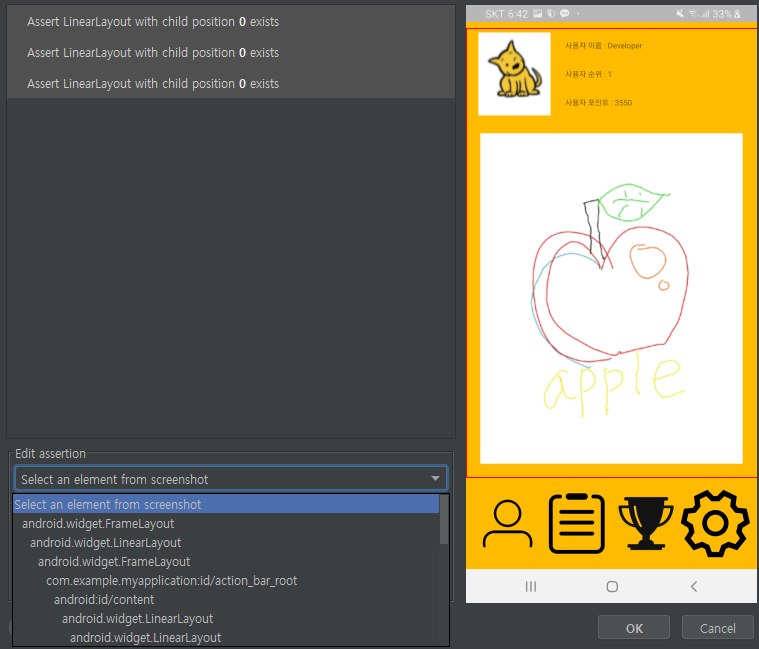 Assert LinearLayout with child position 0 exists
Assert LinearLayout with child position 0 exists
Assert LinearLayout with child position 0 exists
Edit assertion
Select an element from screenshot
Select an element from screenshot
android.widget.FrameLayout
android.widget.LinearLayout
android.widget.FrameLayout
com.example.myapplication:id/action_bar_root
android:id/content
android.widget.LinearLayout
android.widget.LinearLayout
SKT 6:42
33%
사용자 이름 : Developer
사용자 순위 : 1
사용자 포인트 : 3550
apple
OK
Cancel